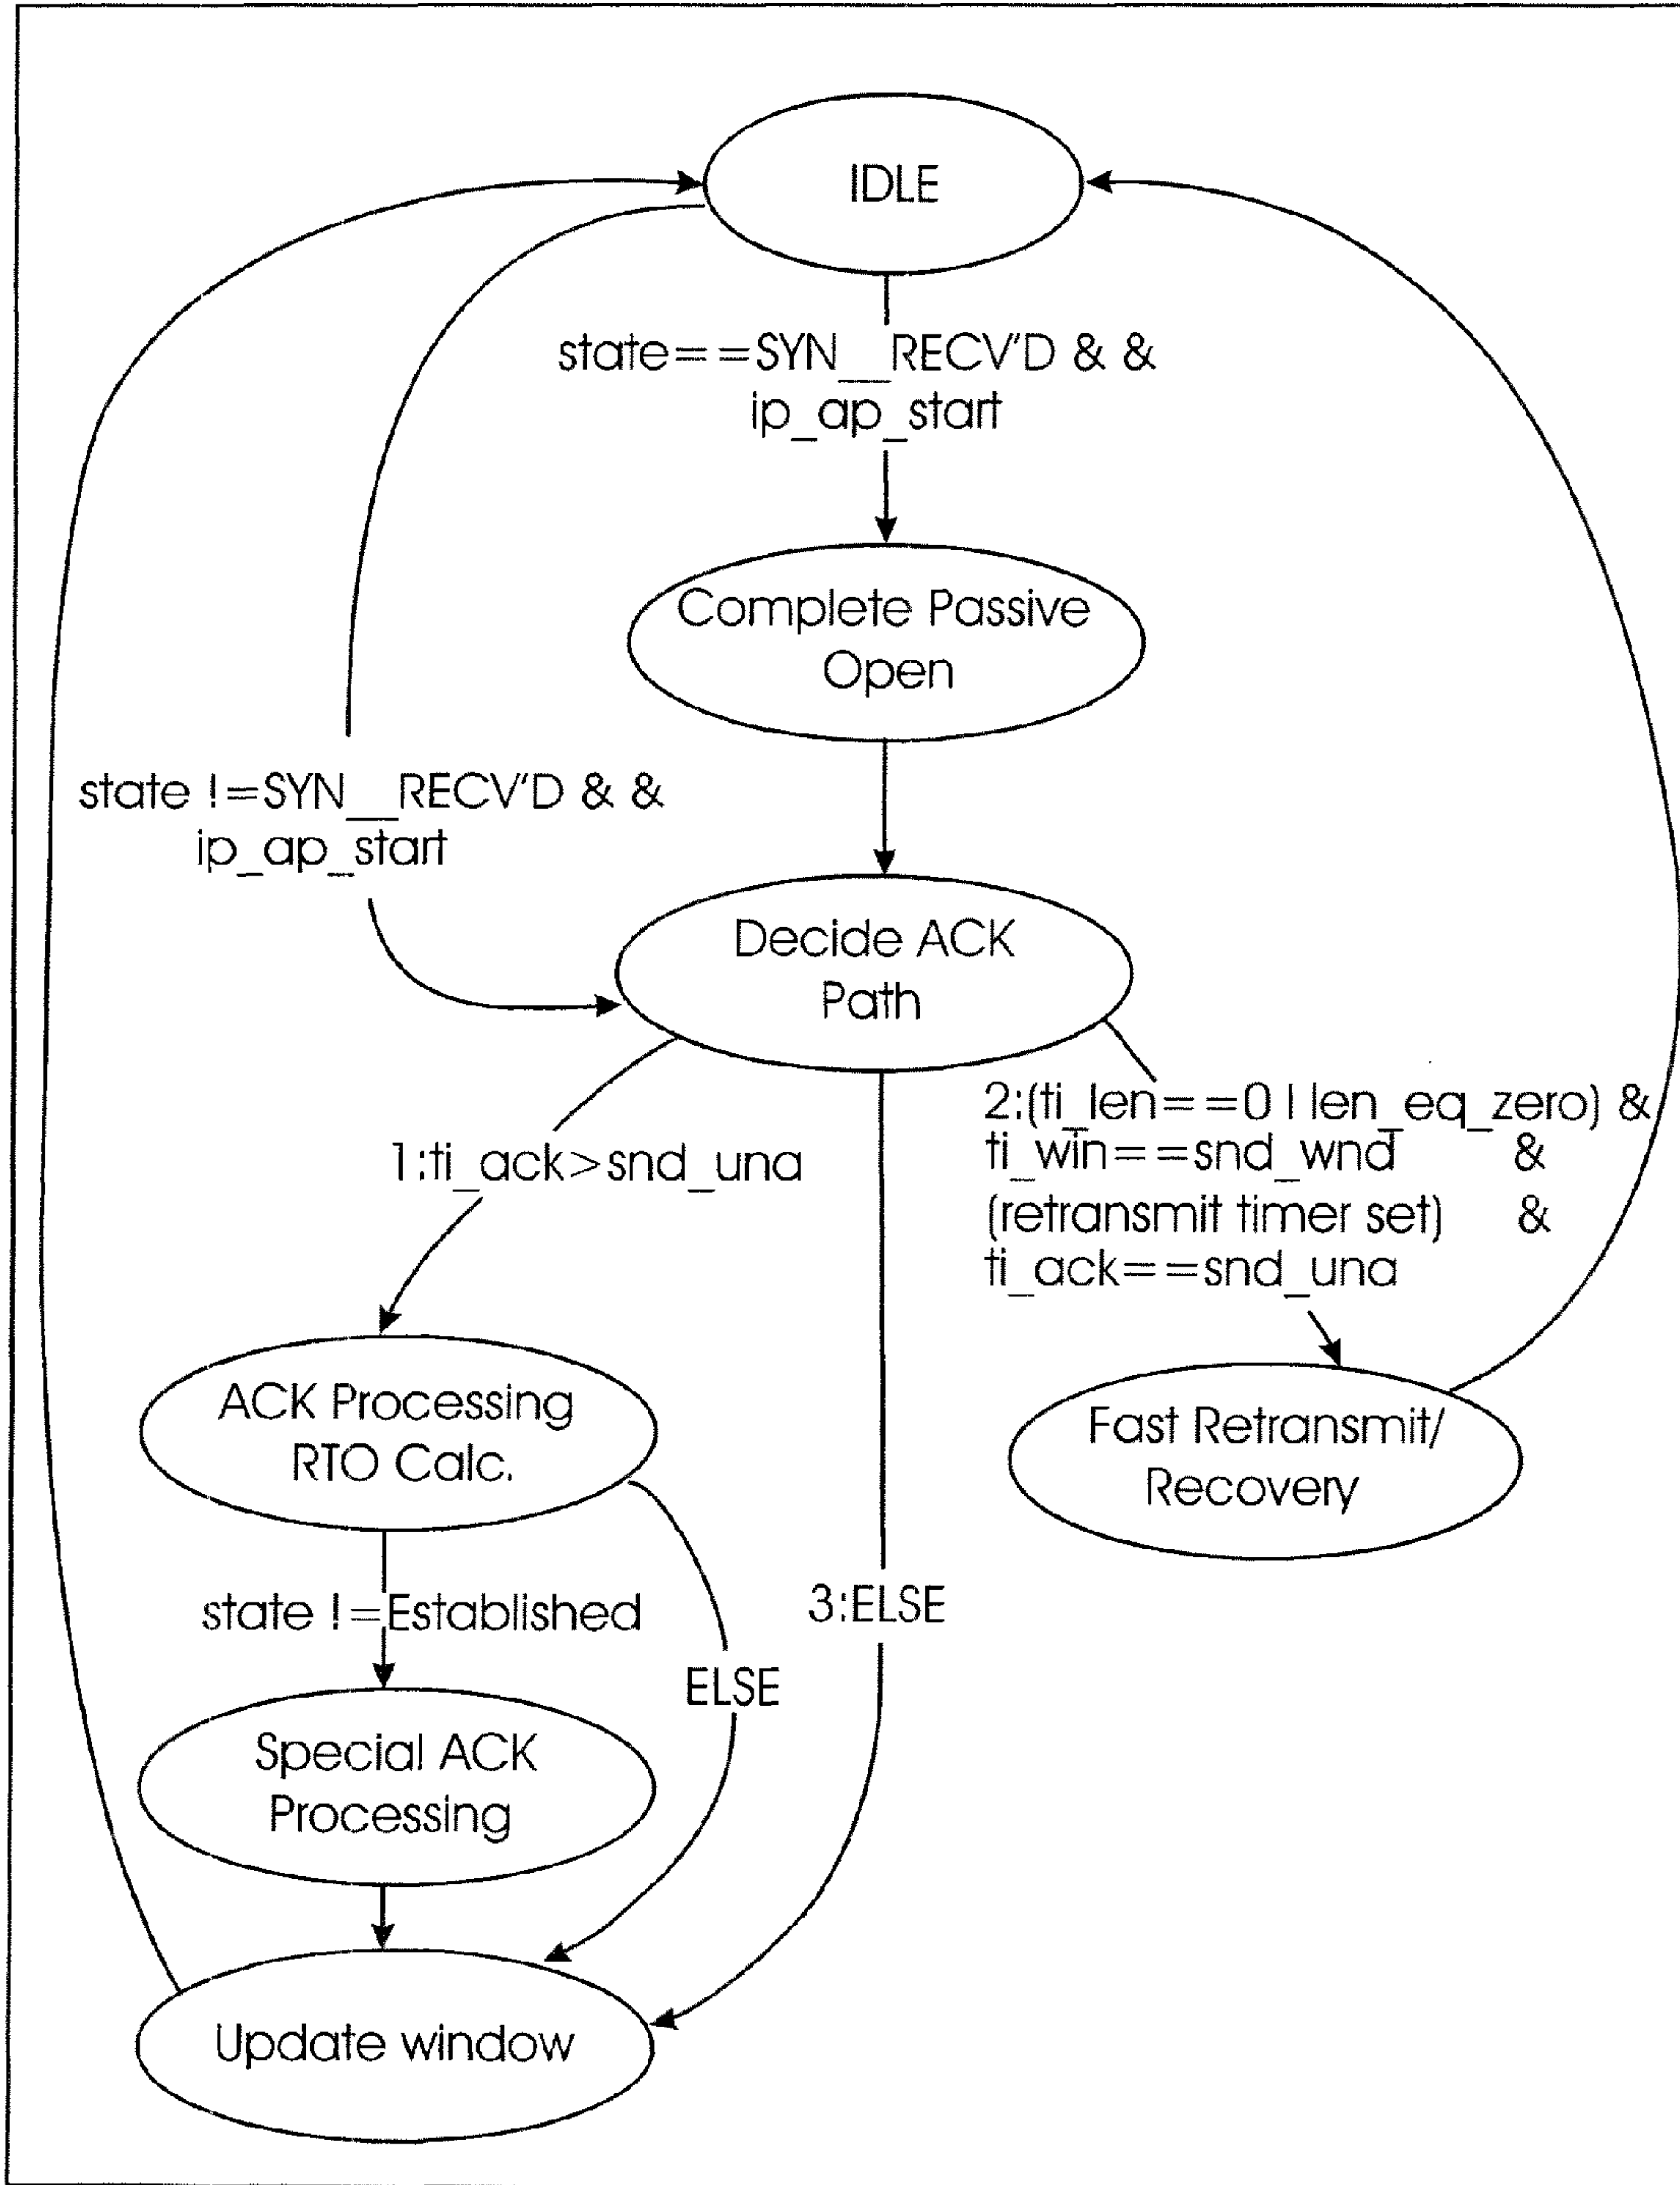 IDLE
state==SYN__RECV'D & &
ip_ap_start
Complete Passive
Open
state !=SYN__RECV'D & &
ip_ap_start
Decide ACK
Path
2:(ti_len==0 | len_eq_zero) &
ti_win==snd_wnd &
(retransmit timer set) &
ti_ack==snd_una
1:ti_ack>snd_una
ACK Processing
RTO Calc.
Fast Retransmit/
Recovery
state !=Established
3:ELSE
ELSE
Special ACK
Processing
Update window